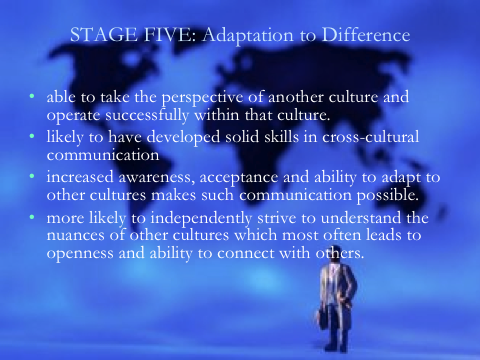 STAGE FIVE: Adaptation to Difference
• able to take the perspective of another culture and
operate successfully within that culture.
• likely to have developed solid skills in cross-cultural
communication
• increased awareness, acceptance and ability to adapt to
other cultures makes such communication possible.
• more likely to independently strive to understand the
nuances of other cultures which most often leads to
openness and ability to connect with others.